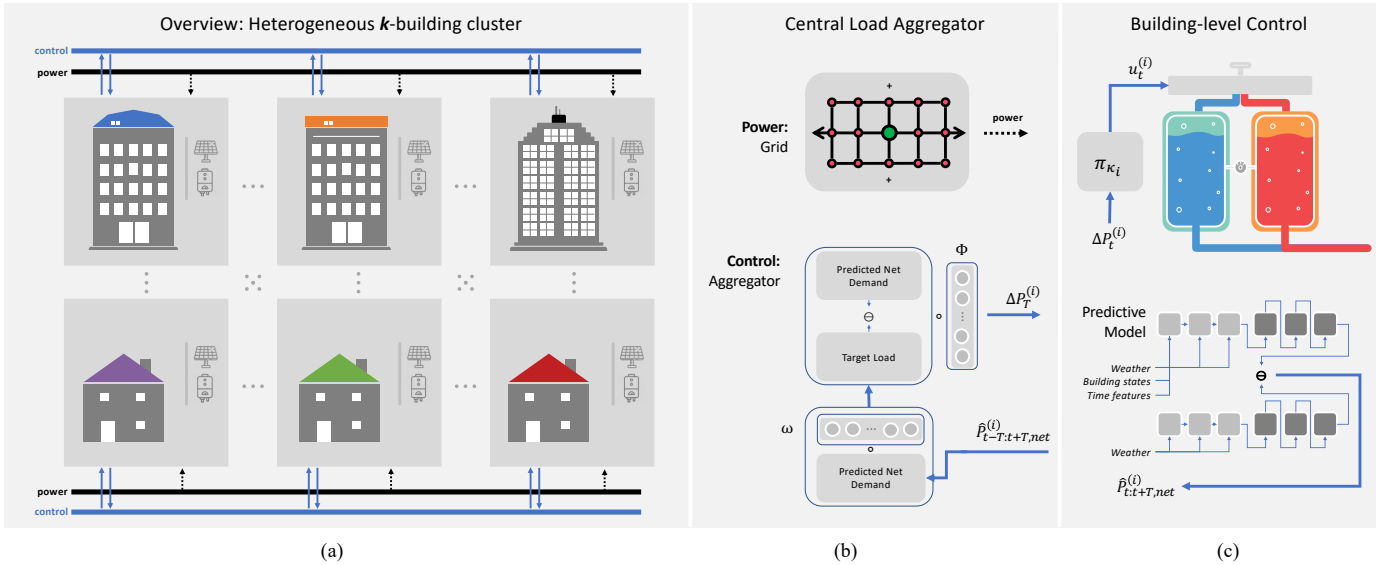 Overview: Heterogeneous k-building cluster
control
power
power
control
(a)
Central Load Aggregator
Power:
Grid
+
+
power
Control:
Aggregator
Predicted Net
Demand
⊖
Target Load
∘
Φ
⋮
ΔP_T^{(i)}
ω
⋯
∘
Predicted Net
Demand
P̂_{t−T:t+T,net}^{(i)}
(b)
Building-level Control
u_t^{(i)}
π_{κ_i}
ΔP_t^{(i)}
Predictive
Model
Weather
Building states
Time features
⊖
Weather
P̂_{t:t+T,net}^{(i)}
(c)